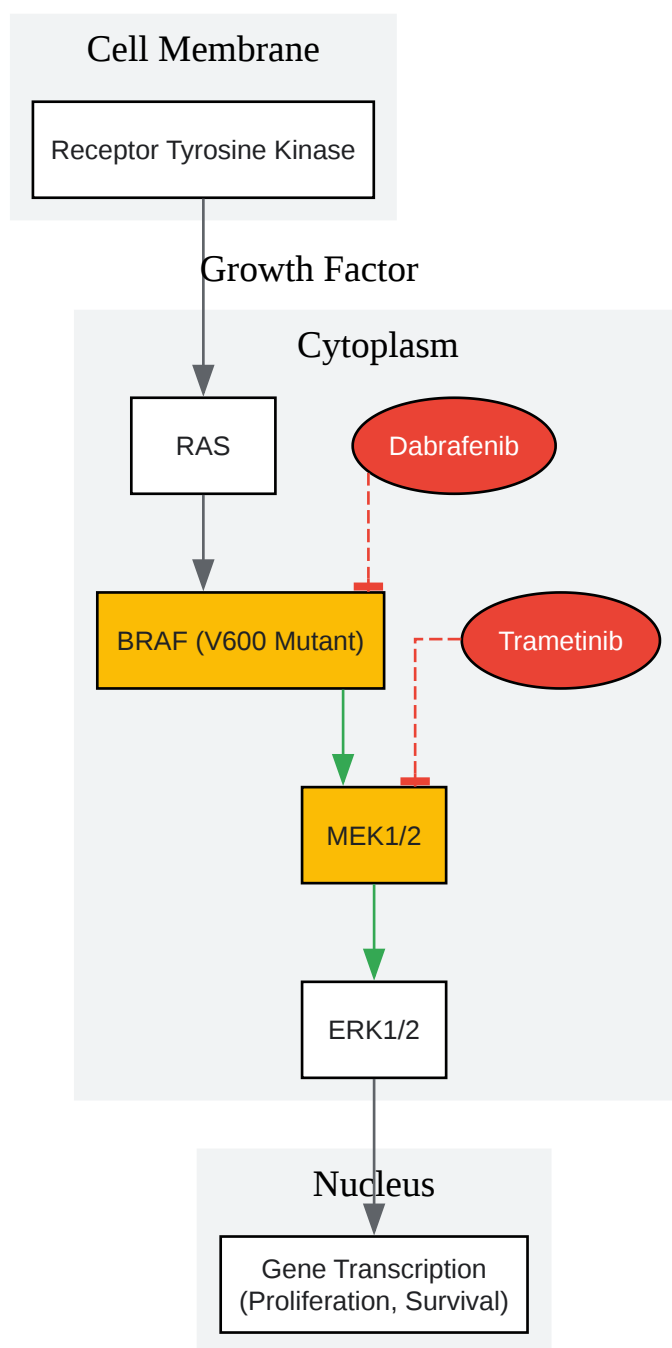 Cell Membrane
Receptor Tyrosine Kinase
Growth Factor
Cytoplasm
RAS
Dabrafenib
BRAF (V600 Mutant)
Trametinib
MEK1/2
ERK1/2
Nucleus
Gene Transcription
(Proliferation, Survival)